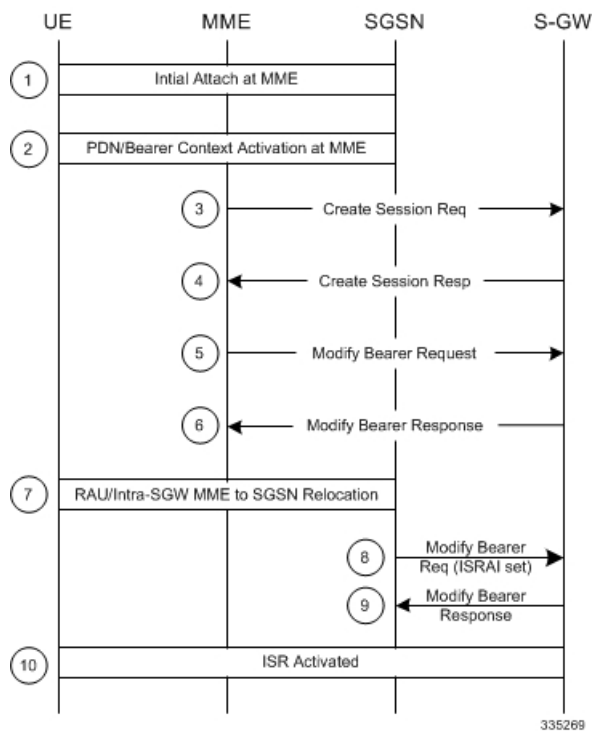 UE MME SGSN S-GW
1 Intial Attach at MME
2 PDN/Bearer Context Activation at MME
3 Create Session Req
4 Create Session Resp
5 Modify Bearer Request
6 Modify Bearer Response
7 RAU/Intra-SGW MME to SGSN Relocation
8 Modify Bearer
Req (ISRAI set)
9 Modify Bearer
Response
10 ISR Activated
335269